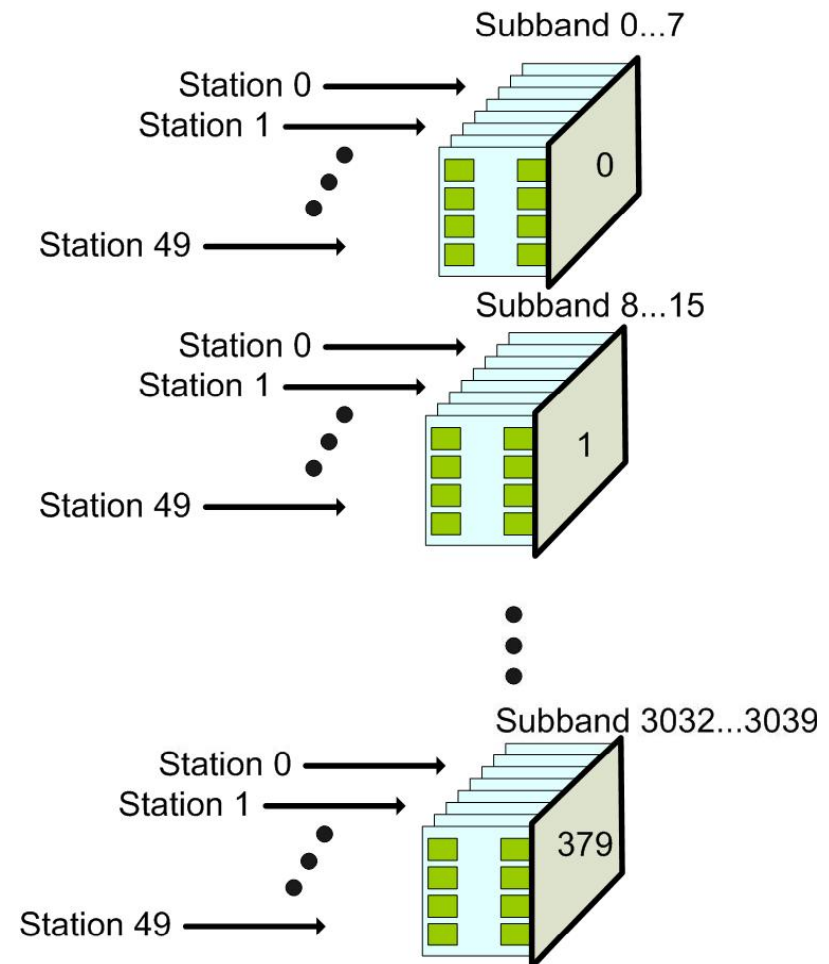 Subband 0...7
Station 0
Station 1
0
Station 49
Subband 8...15
Station 0
Station 1
1
Station 49
Subband 3032...3039
Station 0
Station 1
379
Station 49